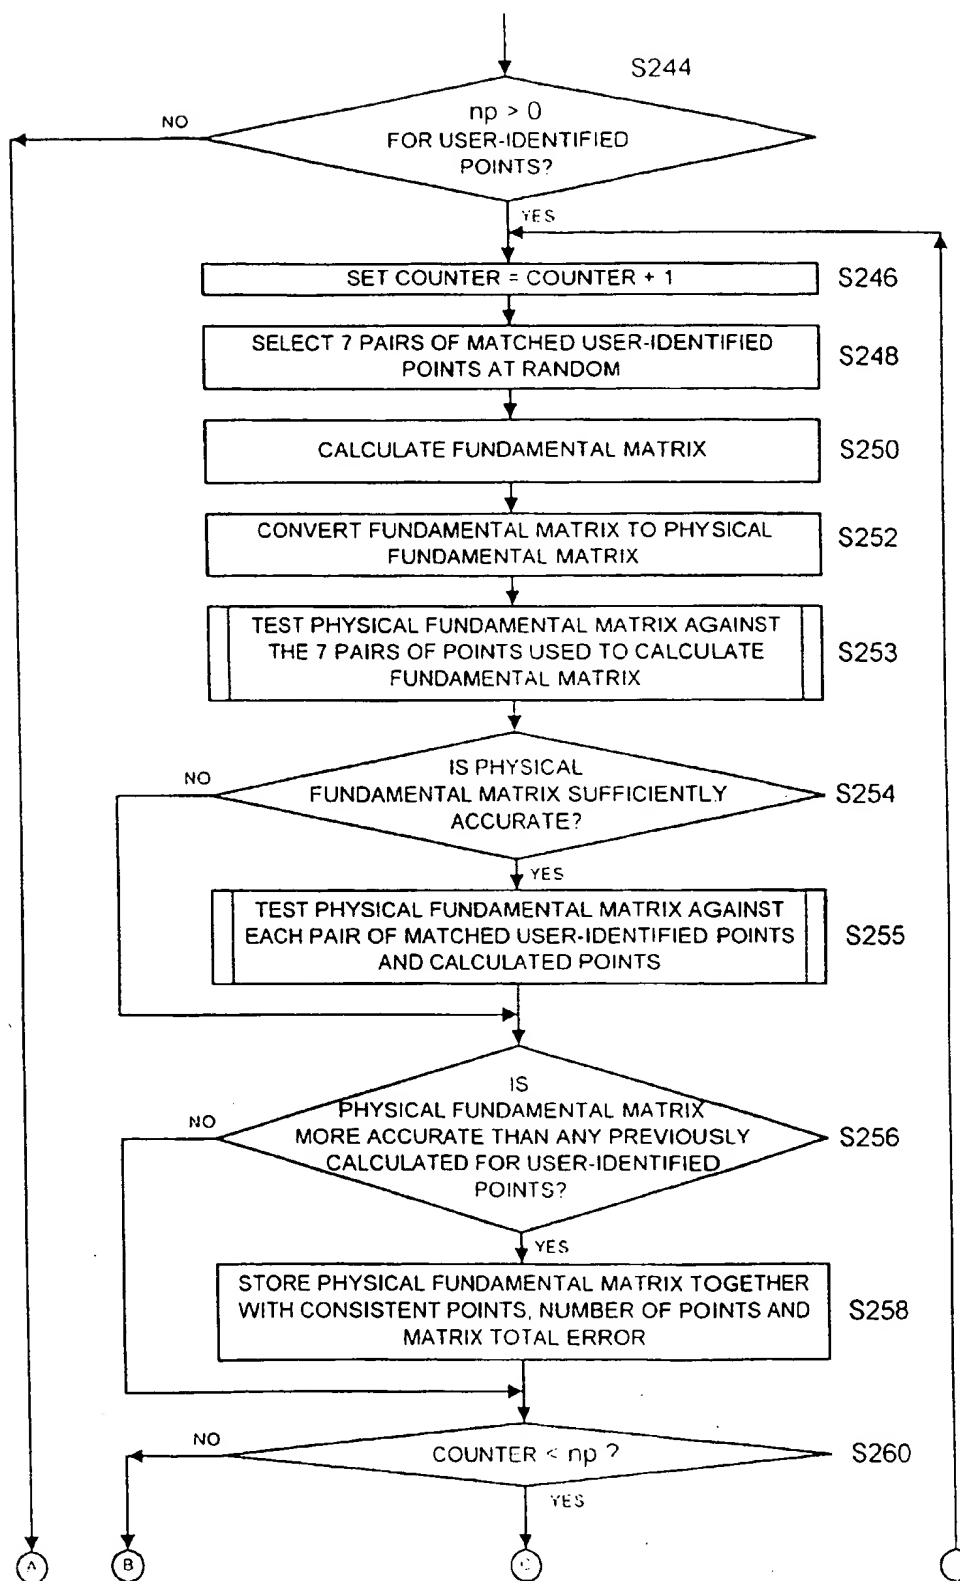 S244
np > 0
FOR USER-IDENTIFIED
POINTS?
NO
YES
SET COUNTER = COUNTER + 1
S246
SELECT 7 PAIRS OF MATCHED USER-IDENTIFIED
POINTS AT RANDOM
S248
CALCULATE FUNDAMENTAL MATRIX
S250
CONVERT FUNDAMENTAL MATRIX TO PHYSICAL
FUNDAMENTAL MATRIX
S252
TEST PHYSICAL FUNDAMENTAL MATRIX AGAINST
THE 7 PAIRS OF POINTS USED TO CALCULATE
FUNDAMENTAL MATRIX
S253
NO
IS PHYSICAL
FUNDAMENTAL MATRIX SUFFICIENTLY
ACCURATE?
S254
YES
TEST PHYSICAL FUNDAMENTAL MATRIX AGAINST
EACH PAIR OF MATCHED USER-IDENTIFIED POINTS
AND CALCULATED POINTS
S255
IS
PHYSICAL FUNDAMENTAL MATRIX
MORE ACCURATE THAN ANY PREVIOUSLY
CALCULATED FOR USER-IDENTIFIED
POINTS?
NO
S256
YES
STORE PHYSICAL FUNDAMENTAL MATRIX TOGETHER
WITH CONSISTENT POINTS, NUMBER OF POINTS AND
MATRIX TOTAL ERROR
S258
NO
COUNTER < np ?
S260
YES
A
B
C